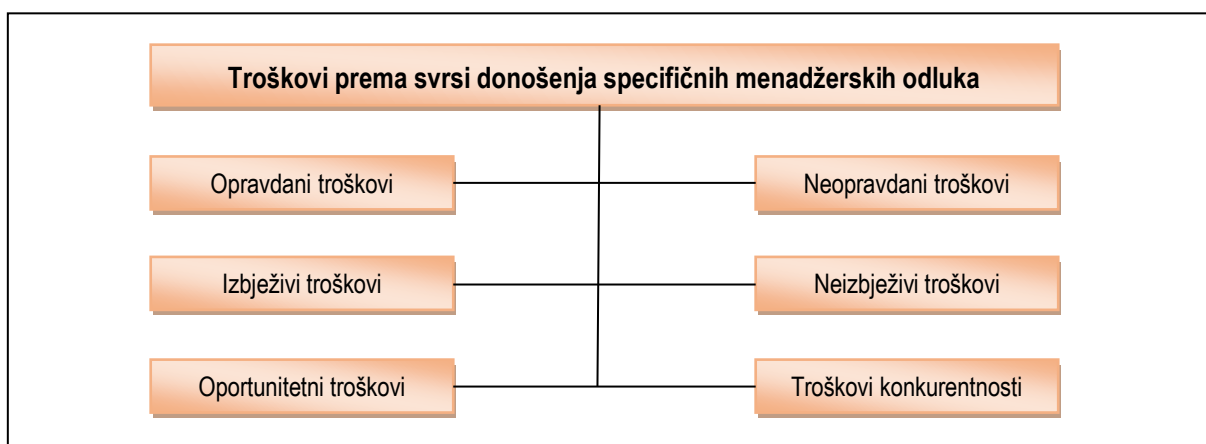 Troškovi prema svrsi donošenja specifičnih menadžerskih odluka
Opravdani troškovi
Neopravdani troškovi
Izbježivi troškovi
Neizbježivi troškovi
Oportunitetni troškovi
Troškovi konkurentnosti